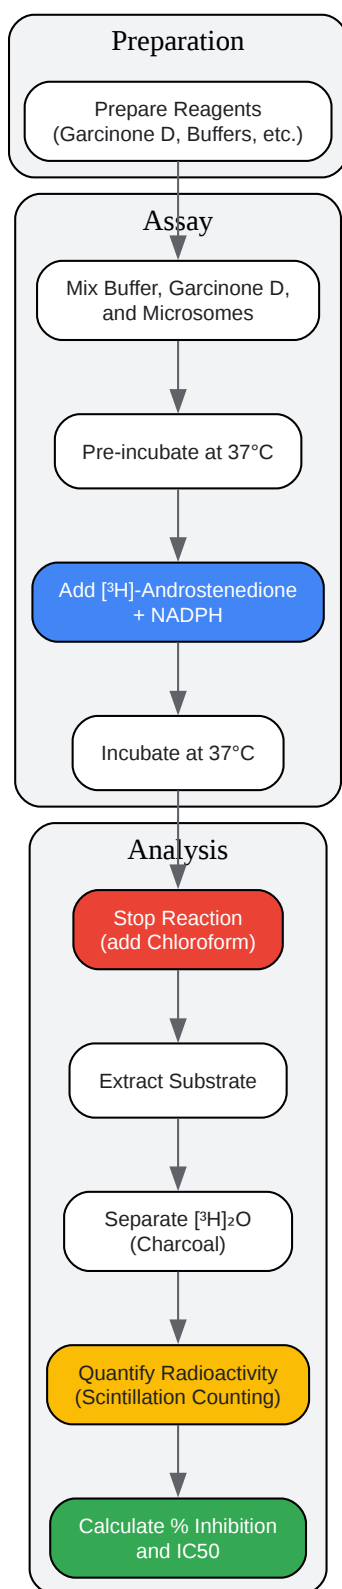 Preparation
Prepare Reagents
(Garcinone D, Buffers, etc.)
Assay
Mix Buffer, Garcinone D,
and Microsomes
Pre-incubate at 37°C
Add [³H]-Androstenedione
+ NADPH
Incubate at 37°C
Analysis
Stop Reaction
(add Chloroform)
Extract Substrate
Separate [³H]₂O
(Charcoal)
Quantify Radioactivity
(Scintillation Counting)
Calculate % Inhibition
and IC50